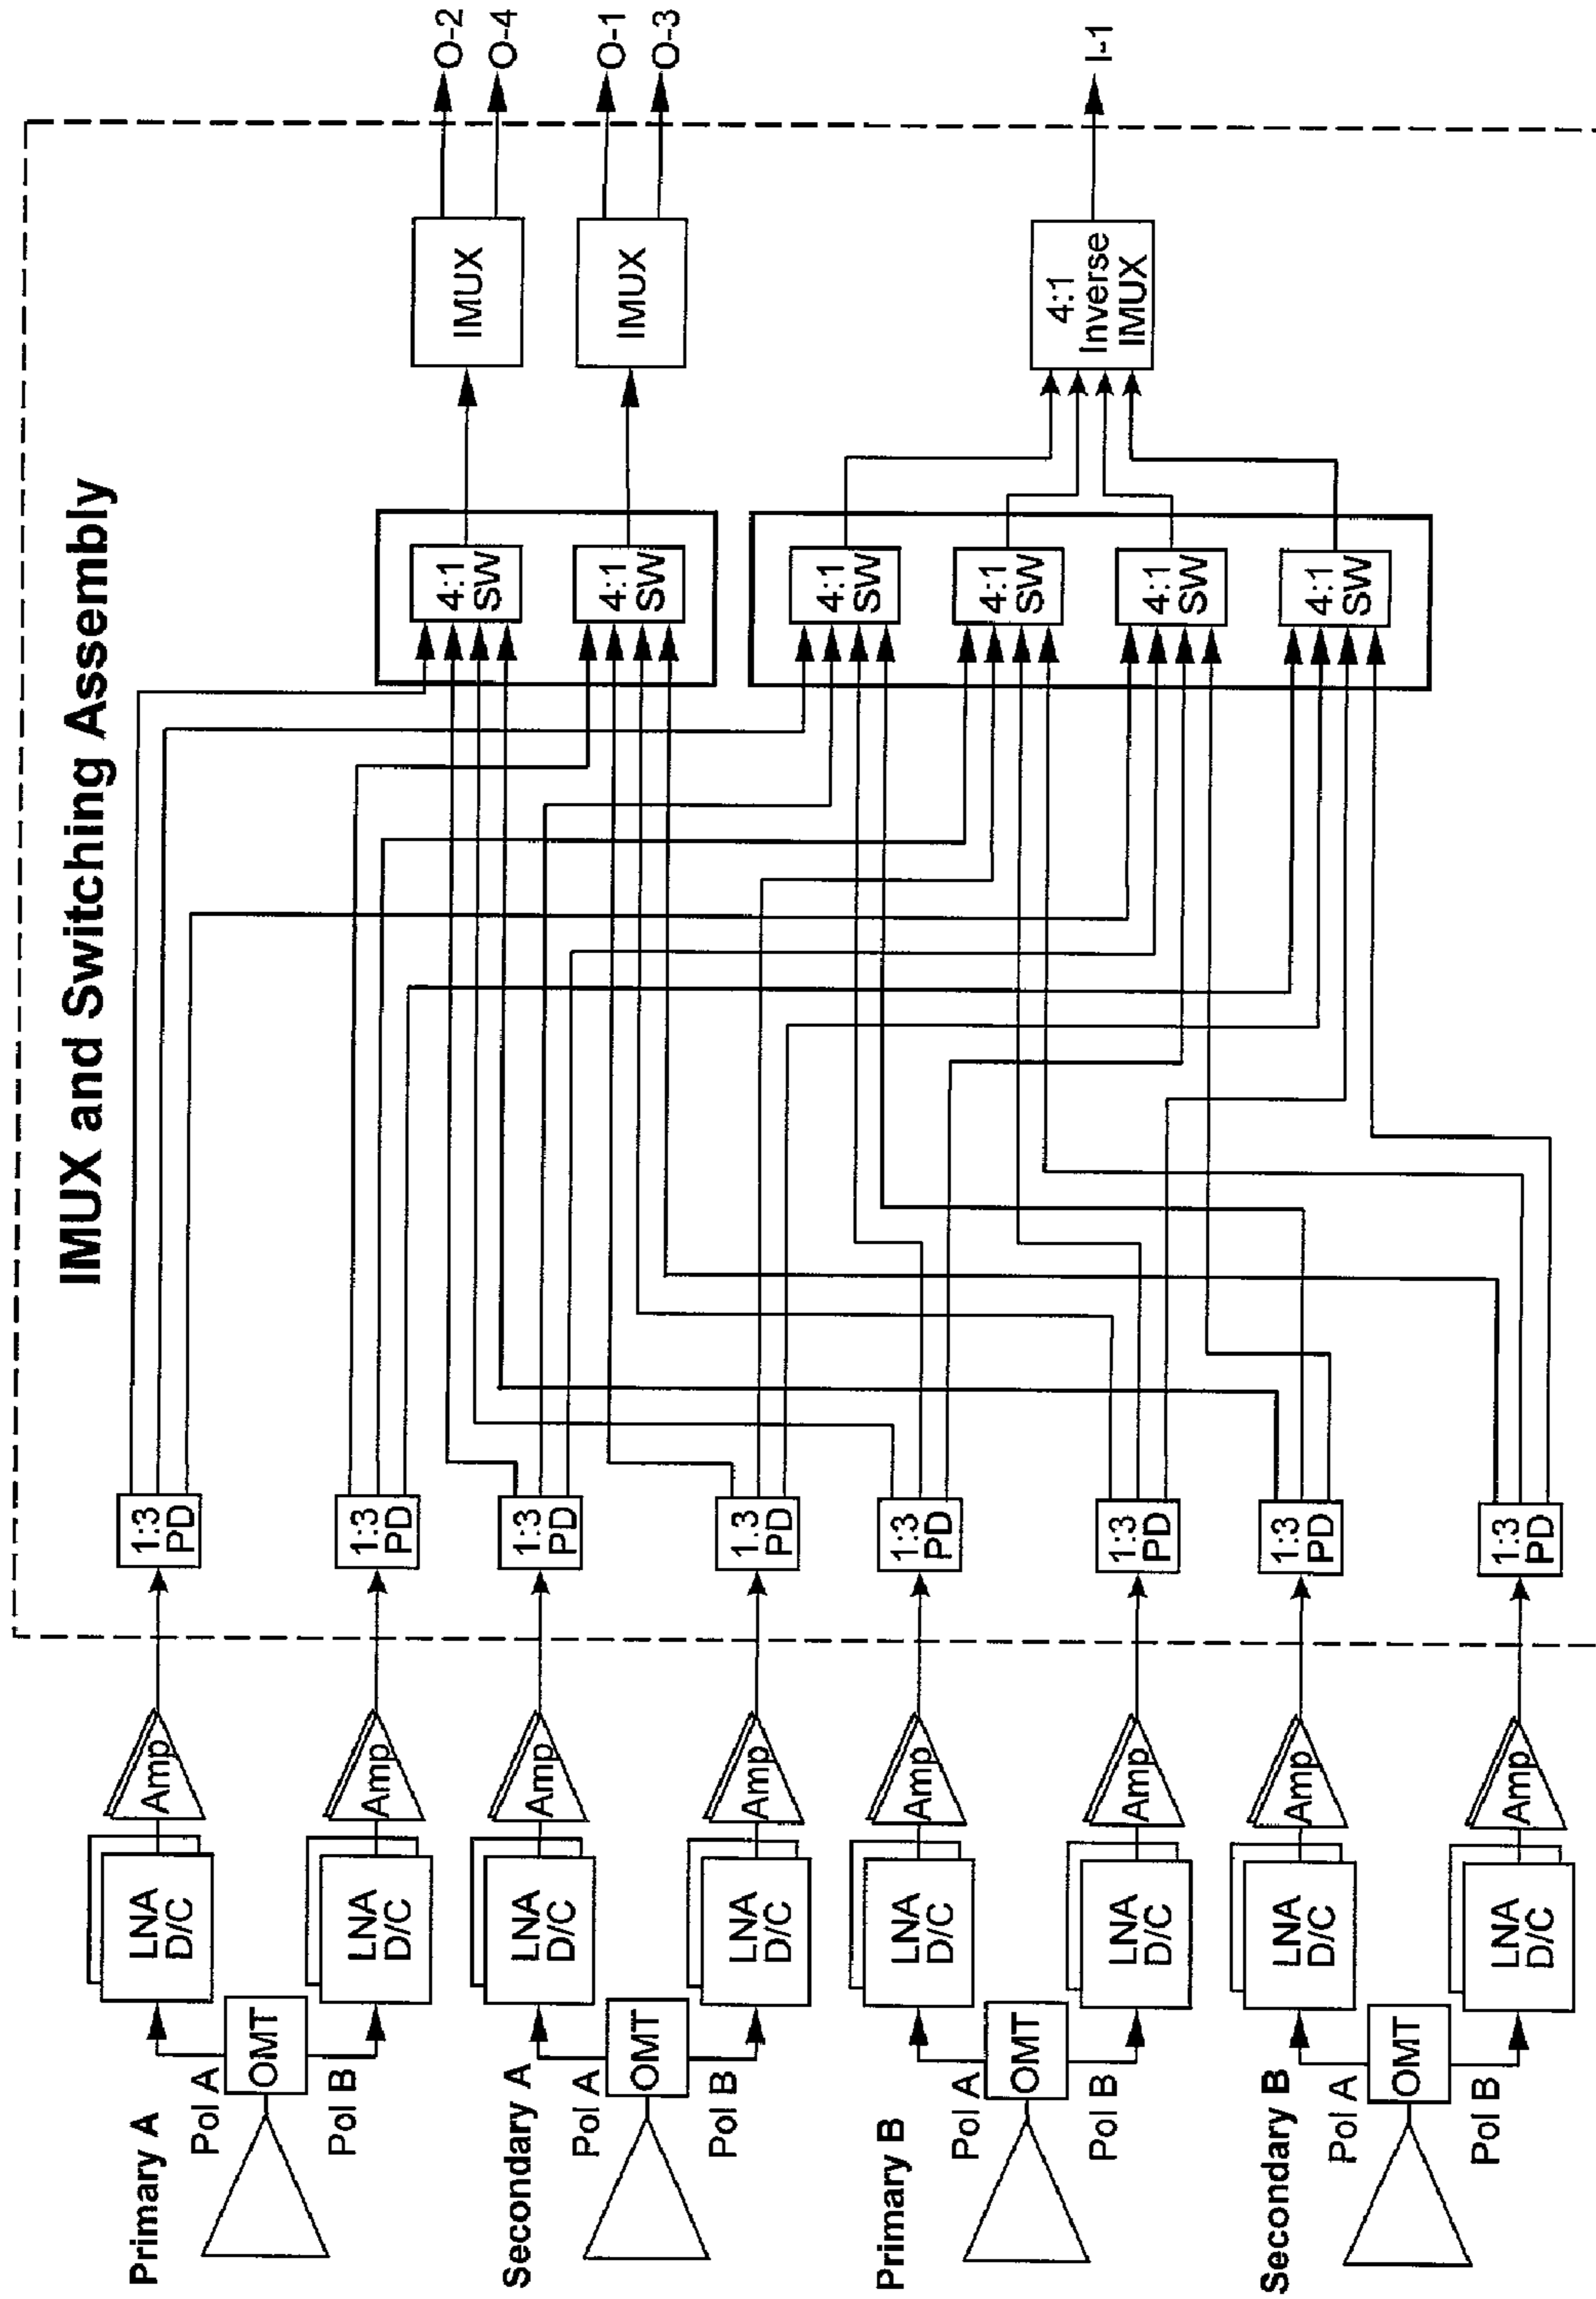 IMUX and Switching Assembly
Primary A
Pol A
OMT
Pol B
LNA
D/C
Amp
1:3
PD
LNA
D/C
Amp
1:3
PD
Secondary A
Pol A
OMT
Pol B
LNA
D/C
Amp
1:3
PD
LNA
D/C
Amp
1:3
PD
Primary B
Pol A
OMT
Pol B
LNA
D/C
Amp
1:3
PD
LNA
D/C
Amp
1:3
PD
Secondary B
Pol A
OMT
Pol B
LNA
D/C
Amp
1:3
PD
LNA
D/C
Amp
1:3
PD
4:1
SW
4:1
SW
4:1
SW
4:1
SW
4:1
SW
4:1
SW
IMUX
IMUX
4:1
Inverse
IMUX
O-2
O-4
O-1
O-3
I-1